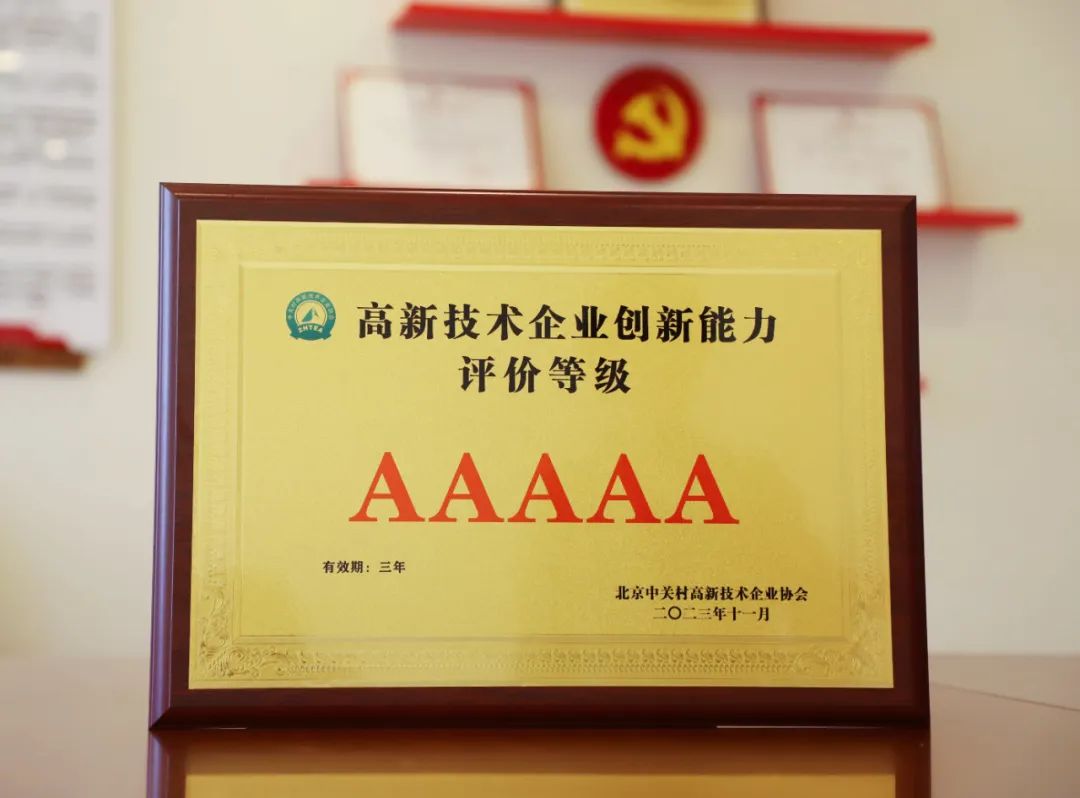 高新技术企业创新能力
评价等级
AAAAA
有效期：三年
北京中关村高新技术企业协会
二〇二三年十一月
ZHTEA